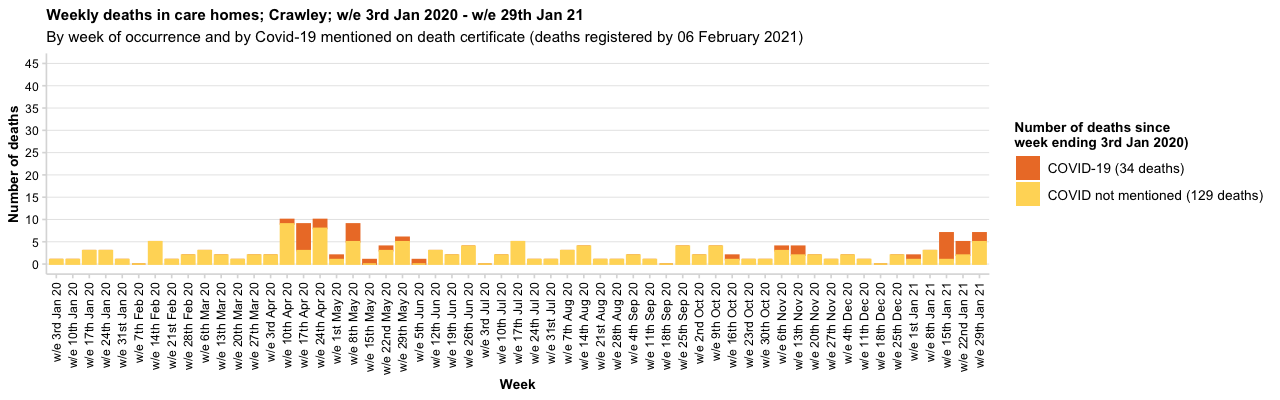 Weekly deaths in care homes; Crawley; w/e 3rd Jan 2020 - w/e 29th Jan 21
By week of occurrence and by Covid-19 mentioned on death certificate (deaths registered by 06 February 2021)
Number of deaths
45
40
35
30
25
20
15
10
5
0
w/e 3rd Jan 20
w/e 10th Jan 20
w/e 17th Jan 20
w/e 24th Jan 20
w/e 31st Jan 20
w/e 7th Feb 20
w/e 14th Feb 20
w/e 21st Feb 20
w/e 28th Feb 20
w/e 6th Mar 20
w/e 13th Mar 20
w/e 20th Mar 20
w/e 27th Mar 20
w/e 3rd Apr 20
w/e 10th Apr 20
w/e 17th Apr 20
w/e 24th Apr 20
w/e 1st May 20
w/e 8th May 20
w/e 15th May 20
w/e 22nd May 20
w/e 29th May 20
w/e 5th Jun 20
w/e 12th Jun 20
w/e 19th Jun 20
w/e 26th Jun 20
w/e 3rd Jul 20
w/e 10th Jul 20
w/e 17th Jul 20
w/e 24th Jul 20
w/e 31st Jul 20
w/e 7th Aug 20
w/e 14th Aug 20
w/e 21st Aug 20
w/e 28th Aug 20
w/e 4th Sep 20
w/e 11th Sep 20
w/e 18th Sep 20
w/e 25th Sep 20
w/e 2nd Oct 20
w/e 9th Oct 20
w/e 16th Oct 20
w/e 23rd Oct 20
w/e 30th Oct 20
w/e 6th Nov 20
w/e 13th Nov 20
w/e 20th Nov 20
w/e 27th Nov 20
w/e 4th Dec 20
w/e 11th Dec 20
w/e 18th Dec 20
w/e 25th Dec 20
w/e 1st Jan 21
w/e 8th Jan 21
w/e 15th Jan 21
w/e 22nd Jan 21
w/e 29th Jan 21
Week
Number of deaths since
week ending 3rd Jan 2020)
COVID-19 (34 deaths)
COVID not mentioned (129 deaths)